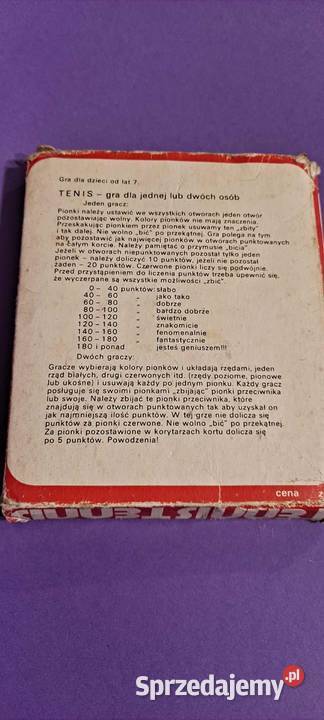 Gra dla dzieci od lat 7.
TENIS – gra dla jednej lub dwóch osób
Jeden gracz:
Pionki należy ustawić we wszystkich otworach jeden otwór
pozostawiając wolny. Kolory pionków nie mają znaczenia.
Przeskakując pionkiem przez pionek usuwamy ten „zbity"
i tak dalej. Nie wolno „bić" po przekątnej. Gra polega na tym
aby pozostawić jak najwięcej pionków w otworach punktowanych
na całym korcie. Należy pamiętać o przymusie „bicia".
Jeżeli w otworach niepunktowanych pozostał tylko jeden
pionek – należy doliczyć 10 punktów, jeżeli nie pozostał
żaden – 20 punktów. Czerwone pionki liczy się podwójnie.
Przed przystąpieniem do liczenia punktów trzeba upewnić się,
że wyczerpane są wszystkie możliwości „zbić".
0 – 40 punktów: słabo
40 – 60 „ jako tako
60 – 80 „ dobrze
80 – 100 „ bardzo dobrze
100 – 120 „ świetnie
120 – 140 „ znakomicie
140 – 160 „ fenomenalnie
160 – 180 „ fantastycznie
180 i ponad „ jesteś geniuszem!!!
Dwóch graczy:
Gracze wybierają kolory pionków i układają rzędami, jeden
rząd białych, drugi czerwonych itd. (rzędy poziome, pionowe
lub ukośne) i usuwają każdy po jednym pionku. Każdy gracz
posługuje się swoimi pionkami „zbijając" pionki przeciwnika
lub swoje. Należy zbijać te pionki przeciwnika, które
znajdują się w otworach punktowanych tak aby uzyskał on
jak najmniejszą ilość punktów. W tej grze nie dolicza się
punktów za pionki czerwone. Nie wolno „bić" po przekątnej.
Za pionki pozostawione w korytarzach kortu dolicza się
po 5 punktów. Powodzenia!
cena z
TENNIS TENNIS
Sprzedajemy.pl